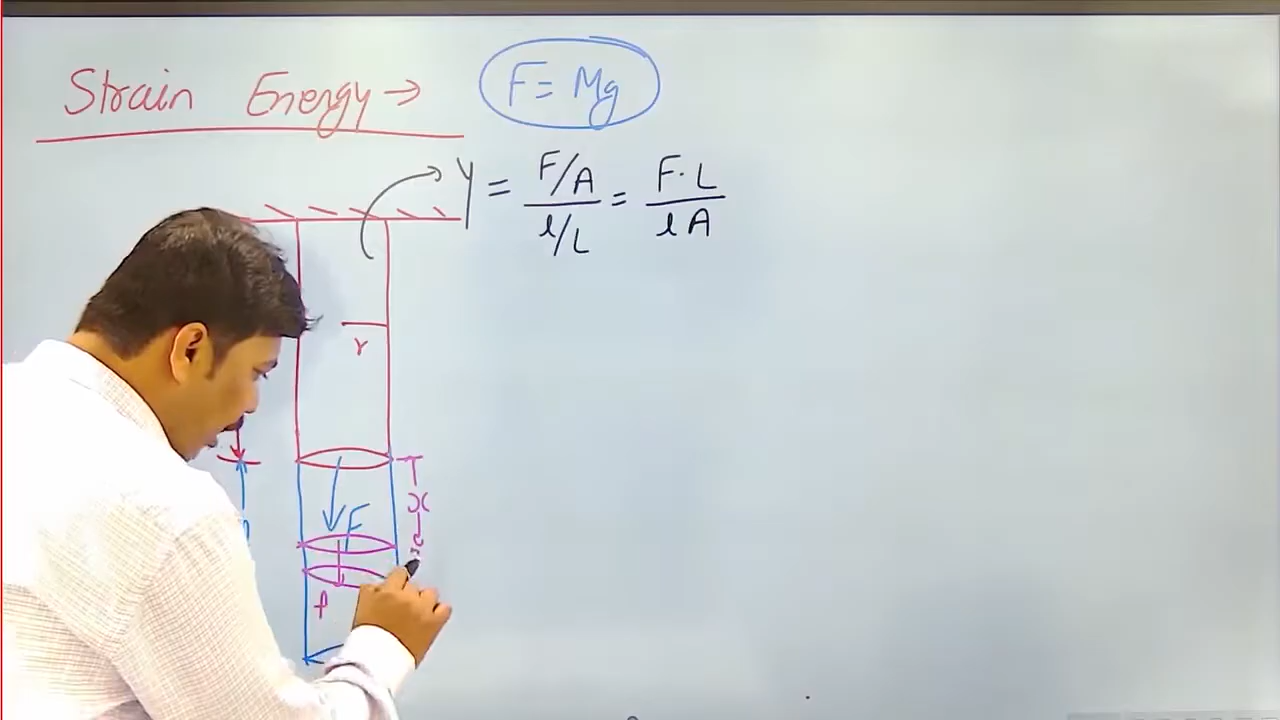 Strain Energy →
F = Mg
Y = F/A / l/L = F·L / lA
r
x
F
f